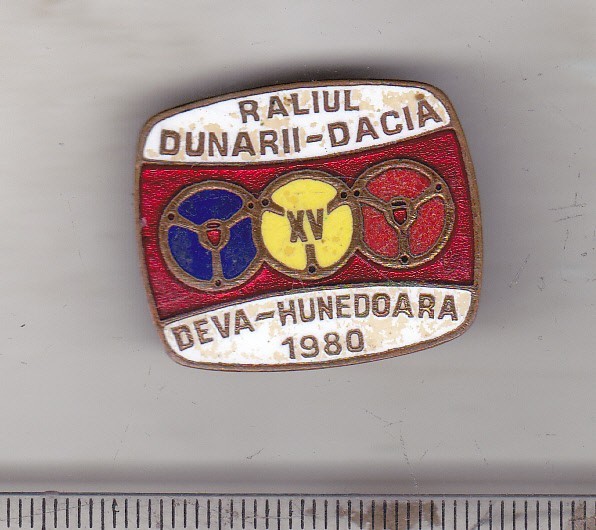 RALIUL
DUNARII-DACIA
XV
DEVA-HUNEDOARA
1980